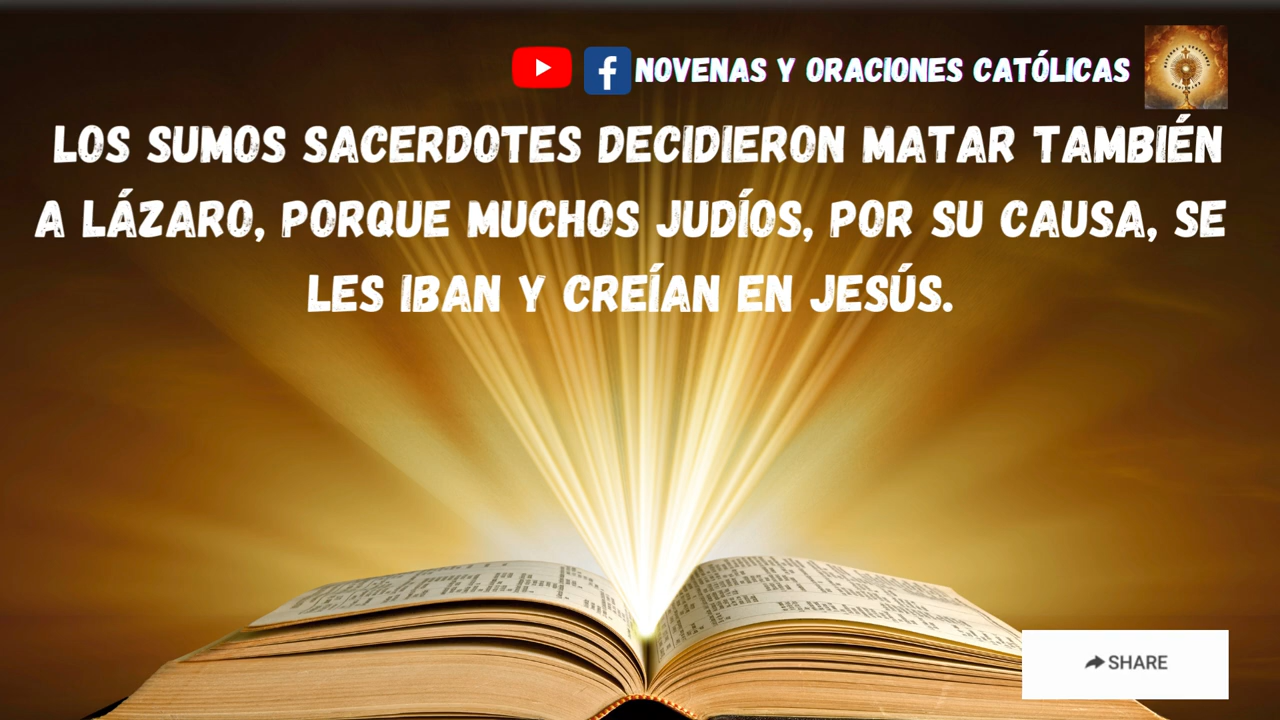 NOVENAS Y ORACIONES CATÓLICAS
LOS SUMOS SACERDOTES DECIDIERON MATAR TAMBIÉN
A LÁZARO, PORQUE MUCHOS JUDÍOS, POR SU CAUSA, SE
LES IBAN Y CREÍAN EN JESÚS.
SHARE